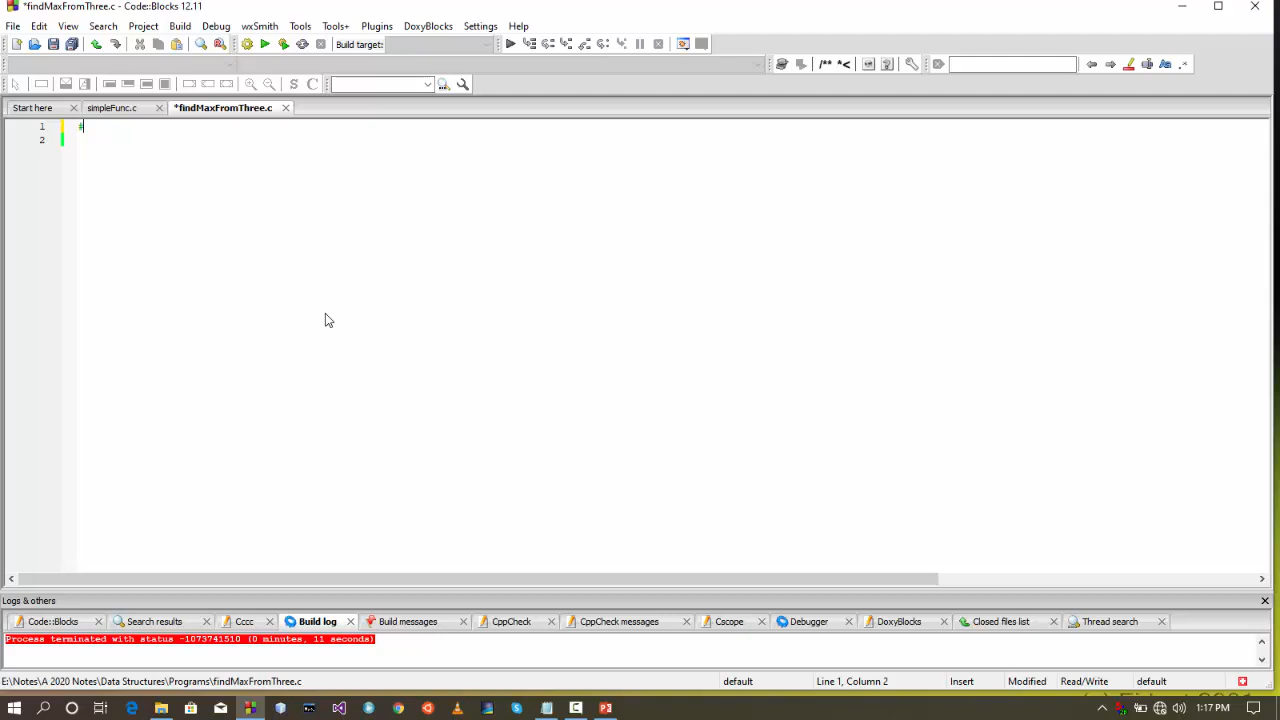 *findMaxFromThree.c - Code::Blocks 12.11
File Edit View Search Project Build Debug wxSmith Tools Tools+ Plugins DoxyBlocks Settings Help
Build target:
/** *<
S C
Start here simpleFunc.c *findMaxFromThree.c
1 #
2
Logs & others
Code::Blocks Search results Cccc Build log Build messages CppCheck CppCheck messages Cscope Debugger DoxyBlocks Closed files list Thread search
Process terminated with status -1073741510 (0 minutes, 11 seconds)
E:\Notes\A 2020 Notes\Data Structures\Programs\findMaxFromThree.c default Line 1, Column 2 Insert Modified Read/Write default
1:17 PM